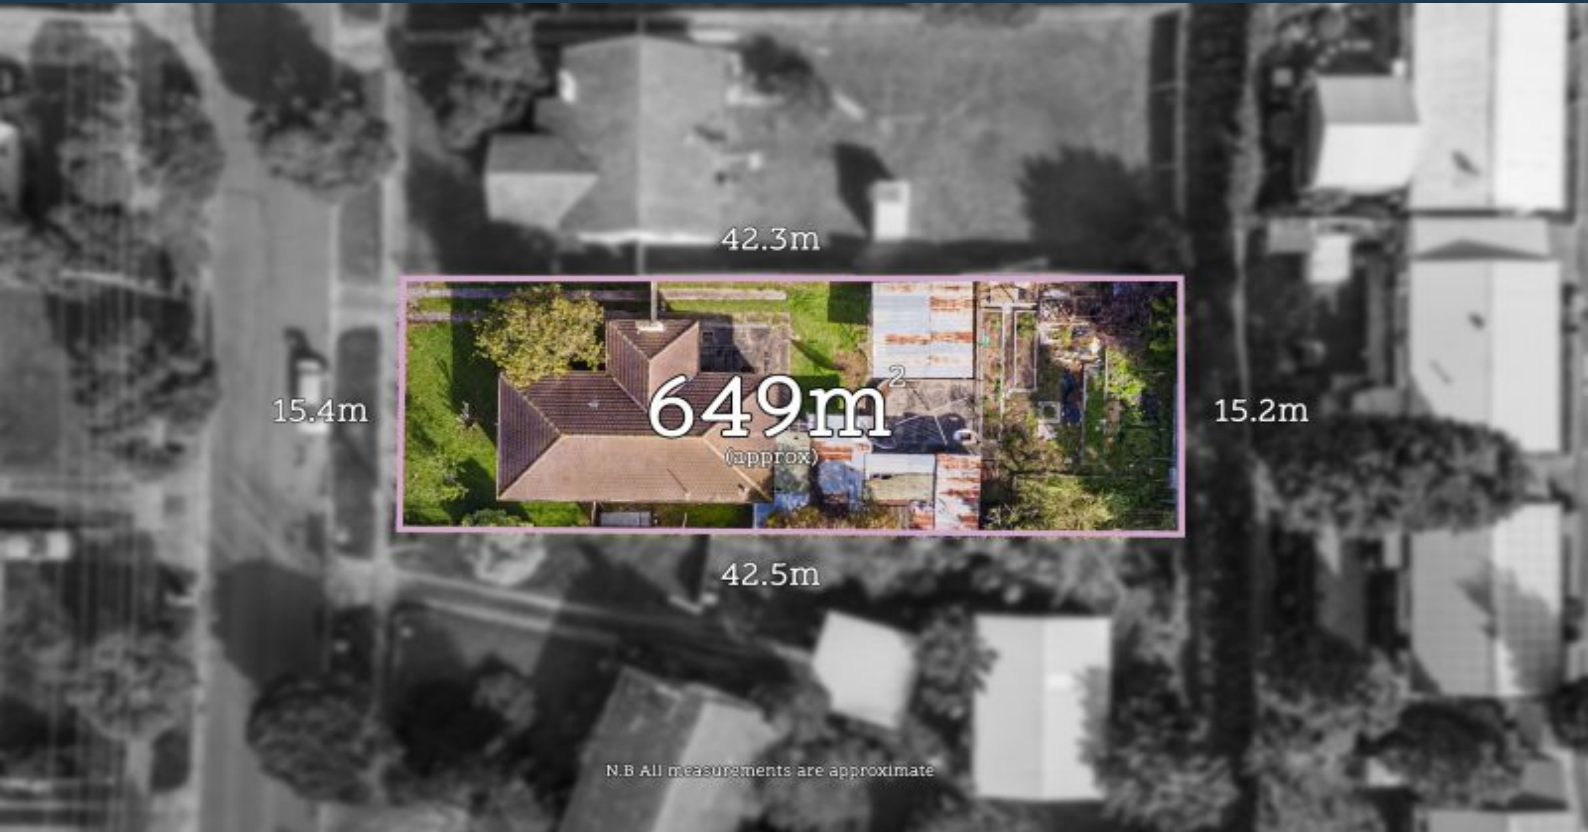 42.3m
15.4m
649m²
15.2m
(approx)
42.5m
N.B All measurements are approximate